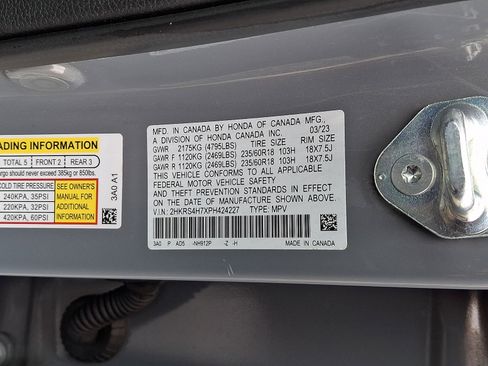 MFD. IN CANADA BY HONDA OF CANADA MFG.,
A DIVISION OF HONDA CANADA INC. 03/23
GVWR 2175KG (4795LBS) TIRE SIZE RIM SIZE
GAWR F 1120KG (2469LBS) 235/60R18 103H 18X7.5J
GAWR R 1120KG (2469LBS) 235/60R18 103H 18X7.5J
THIS VEHICLE CONFORMS TO ALL APPLICABLE
FEDERAL MOTOR VEHICLE SAFETY
AND THEFT PREVENTION STANDARDS IN EFFECT
ON THE DATE OF MANUFACTURE SHOWN ABOVE.
V.I.N.: 2HKRS4H7XPH424227 TYPE: MPV
3A0 P AD5 -NH912P -Z -H MADE IN CANADA
ADING INFORMATION
TOTAL 5 FRONT 2 REAR 3
argo should never exceed 385kg or 850lbs.
COLD TIRE PRESSURE
240KPA, 35PSI
220KPA, 32PSI
420KPA, 60PSI
SEE OWNER'S
MANUAL FOR
ADDITIONAL
INFORMATION
3A0 A1